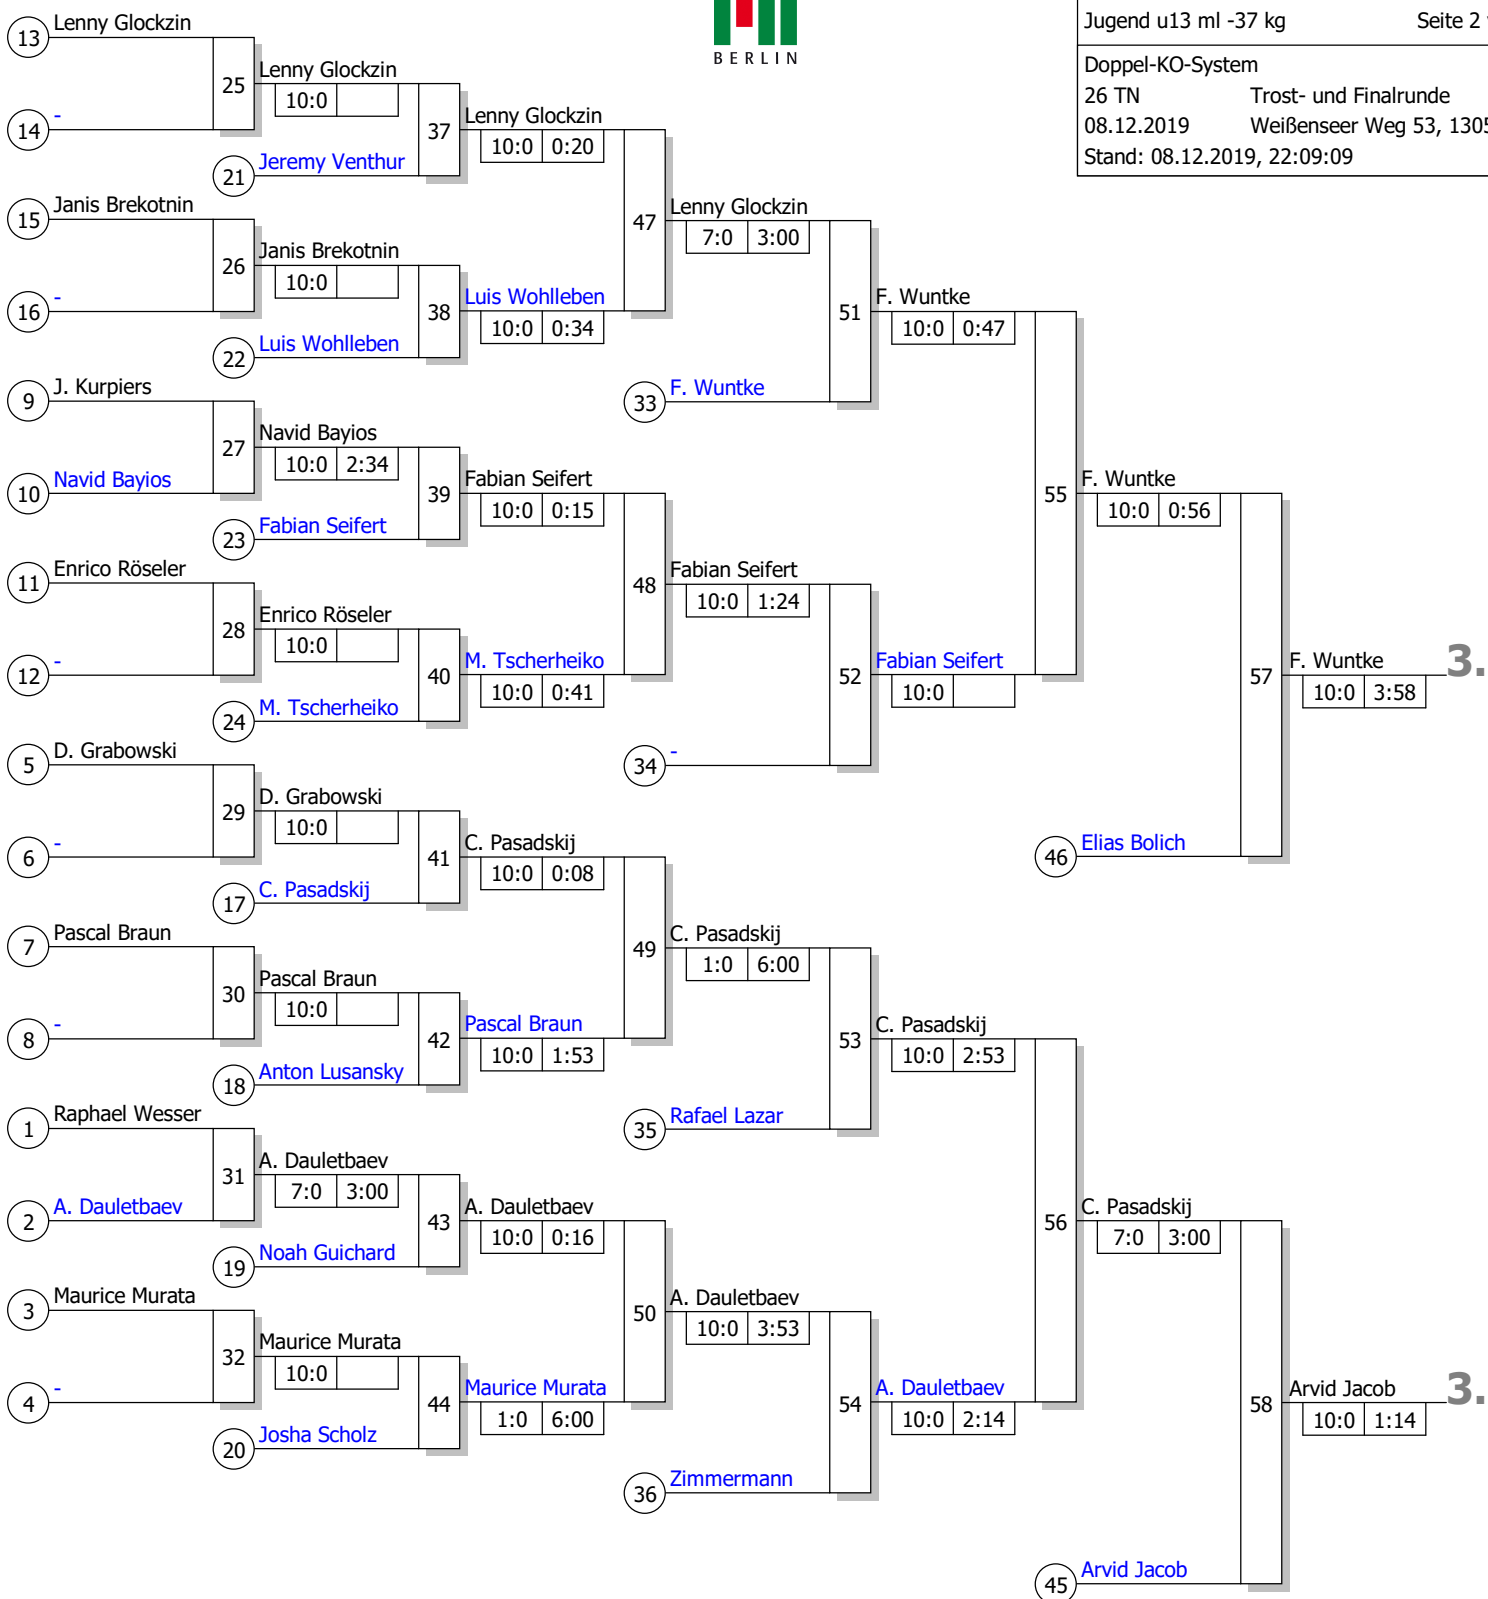 BERLIN
Jugend u13 ml -37 kg Seite 2
Doppel-KO-System
26 TN Trost- und Finalrunde
08.12.2019 Weißenseer Weg 53, 1305
Stand: 08.12.2019, 22:09:09
13 Lenny Glockzin
14 -
15 Janis Brekotnin
16 -
9 J. Kurpiers
10 Navid Bayios
11 Enrico Röseler
12 -
5 D. Grabowski
6 -
7 Pascal Braun
8 -
1 Raphael Wesser
2 A. Dauletbaev
3 Maurice Murata
4 -
25 Lenny Glockzin
10:0
21 Jeremy Venthur
26 Janis Brekotnin
10:0
22 Luis Wohlleben
27 Navid Bayios
10:0 2:34
23 Fabian Seifert
28 Enrico Röseler
10:0
24 M. Tscherheiko
29 D. Grabowski
10:0
17 C. Pasadskij
30 Pascal Braun
10:0
18 Anton Lusansky
31 A. Dauletbaev
7:0 3:00
19 Noah Guichard
32 Maurice Murata
10:0
20 Josha Scholz
37 Lenny Glockzin
10:0 0:20
38 Luis Wohlleben
10:0 0:34
39 Fabian Seifert
10:0 0:15
40 M. Tscherheiko
10:0 0:41
41 C. Pasadskij
10:0 0:08
42 Pascal Braun
10:0 1:53
43 A. Dauletbaev
10:0 0:16
44 Maurice Murata
1:0 6:00
47 Lenny Glockzin
7:0 3:00
33 F. Wuntke
48 Fabian Seifert
10:0 1:24
34 -
49 C. Pasadskij
1:0 6:00
35 Rafael Lazar
50 A. Dauletbaev
10:0 3:53
36 Zimmermann
51 F. Wuntke
10:0 0:47
52 Fabian Seifert
10:0
53 C. Pasadskij
10:0 2:53
54 A. Dauletbaev
10:0 2:14
55 F. Wuntke
10:0 0:56
46 Elias Bolich
56 C. Pasadskij
7:0 3:00
45 Arvid Jacob
57 F. Wuntke 3.
10:0 3:58
58 Arvid Jacob 3.
10:0 1:14